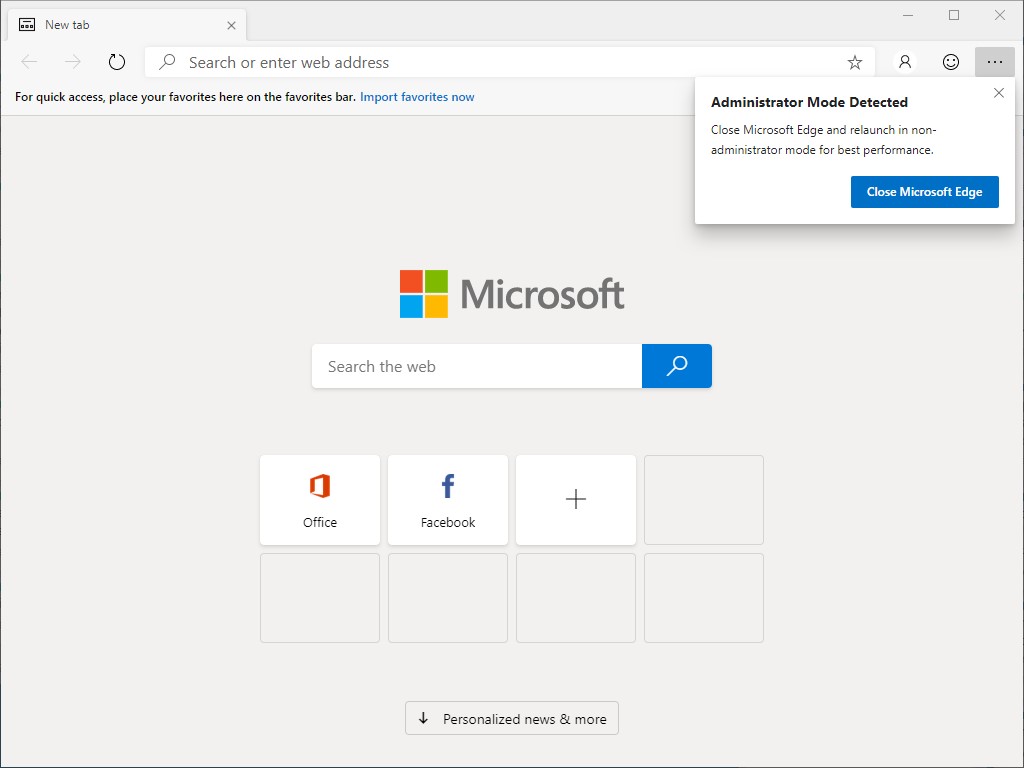 New tab
Search or enter web address
For quick access, place your favorites here on the favorites bar. Import favorites now
Administrator Mode Detected
Close Microsoft Edge and relaunch in non-
administrator mode for best performance.
Close Microsoft Edge
Microsoft
Search the web
Office
Facebook
Personalized news & more